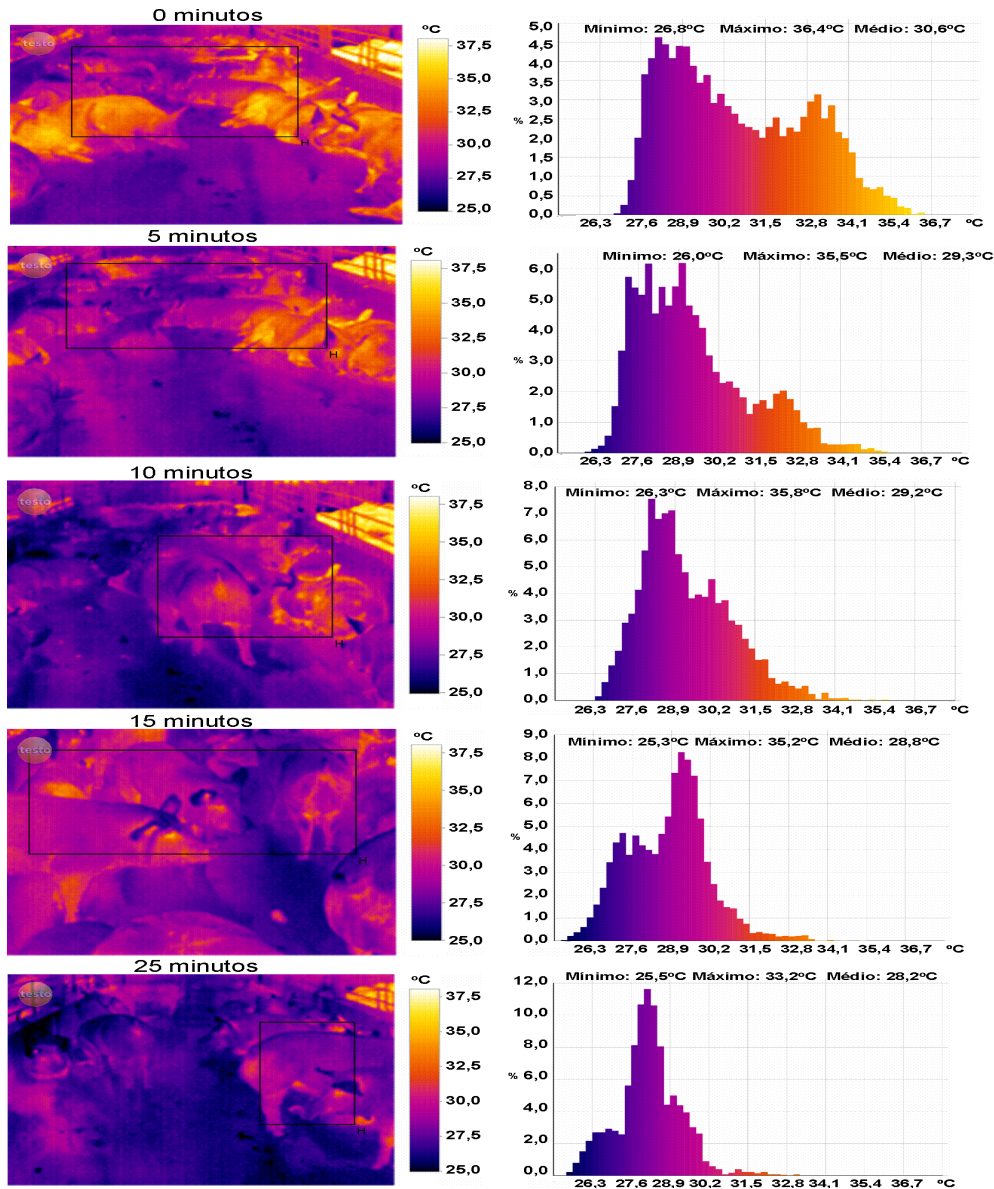 0 minutos
testo
ºC
37,5
35,0
32,5
30,0
27,5
25,0
H
Mínimo: 26,8ºC Máximo: 36,4ºC Médio: 30,6ºC
5,0
4,5
4,0
3,5
3,0
% 2,5
2,0
1,5
1,0
0,5
0,0
26,3 27,6 28,9 30,2 31,5 32,8 34,1 35,4 36,7 ºC
5 minutos
testo
ºC
37,5
35,0
32,5
30,0
27,5
25,0
H
Mínimo: 26,0ºC Máximo: 35,5ºC Médio: 29,3ºC
6,0
5,0
4,0
% 3,0
2,0
1,0
0,0
26,3 27,6 28,9 30,2 31,5 32,8 34,1 35,4 36,7 ºC
10 minutos
testo
ºC
37,5
35,0
32,5
30,0
27,5
25,0
H
Mínimo: 26,3ºC Máximo: 35,8ºC Médio: 29,2ºC
8,0
7,0
6,0
5,0
% 4,0
3,0
2,0
1,0
0,0
26,3 27,6 28,9 30,2 31,5 32,8 34,1 35,4 36,7 ºC
15 minutos
testo
ºC
37,5
35,0
32,5
30,0
27,5
25,0
H
Mínimo: 25,3ºC Máximo: 35,2ºC Médio: 28,8ºC
9,0
8,0
7,0
6,0
5,0
%
4,0
3,0
2,0
1,0
0,0
26,3 27,6 28,9 30,2 31,5 32,8 34,1 35,4 36,7 ºC
25 minutos
testo
C
37,5
35,0
32,5
30,0
27,5
25,0
H
Mínimo: 25,5ºC Máximo: 33,2ºC Médio: 28,2ºC
12,0
10,0
8,0
% 6,0
4,0
2,0
0,0
26,3 27,6 28,9 30,2 31,5 32,8 34,1 35,4 36,7 ºC